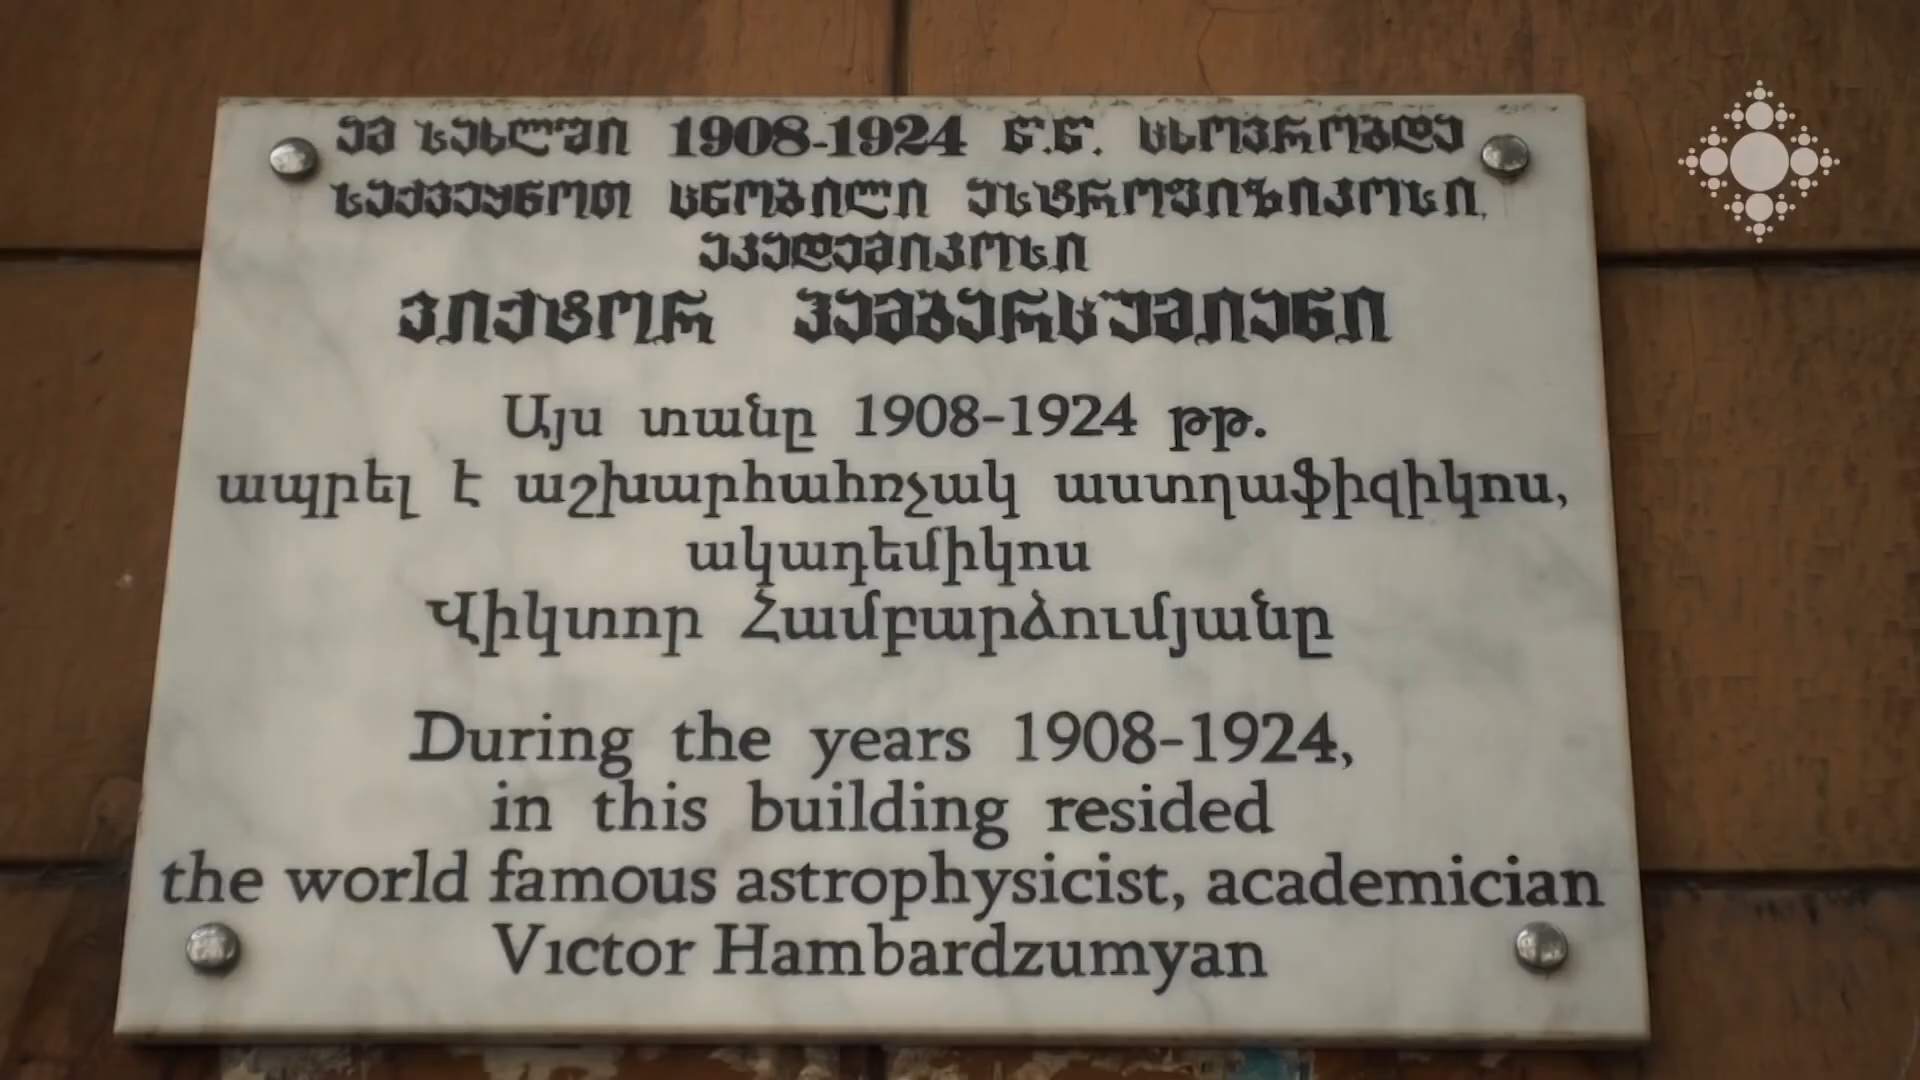 ამ სახლში 1908-1924 წ.წ. ცხოვრობდა
საქვეყნოთ ცნობილი ასტროფიზიკოსი,
აკადემიკოსი
ვიქტორ ჰამბარცუმიანი
Այս տանը 1908-1924 թթ.
ապրել է աշխարհահռչակ աստղաֆիզիկոս,
ակադեմիկոս
Վիկտոր Համբարձումյանը
During the years 1908-1924,
in this building resided
the world famous astrophysicist, academician
Victor Hambardzumyan